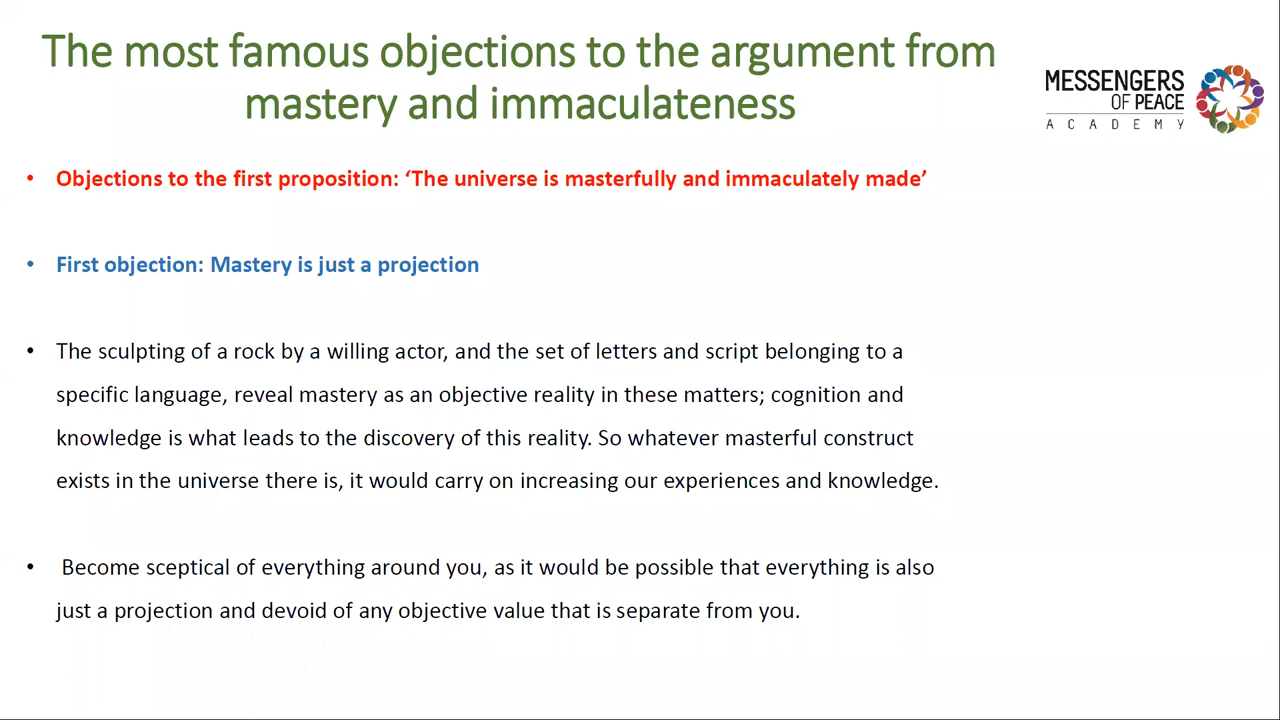 The most famous objections to the argument from
mastery and immaculateness
MESSENGERS
OF PEACE
ACADEMY
• Objections to the first proposition: ‘The universe is masterfully and immaculately made’
• First objection: Mastery is just a projection
• The sculpting of a rock by a willing actor, and the set of letters and script belonging to a
specific language, reveal mastery as an objective reality in these matters; cognition and
knowledge is what leads to the discovery of this reality. So whatever masterful construct
exists in the universe there is, it would carry on increasing our experiences and knowledge.
• Become sceptical of everything around you, as it would be possible that everything is also
just a projection and devoid of any objective value that is separate from you.